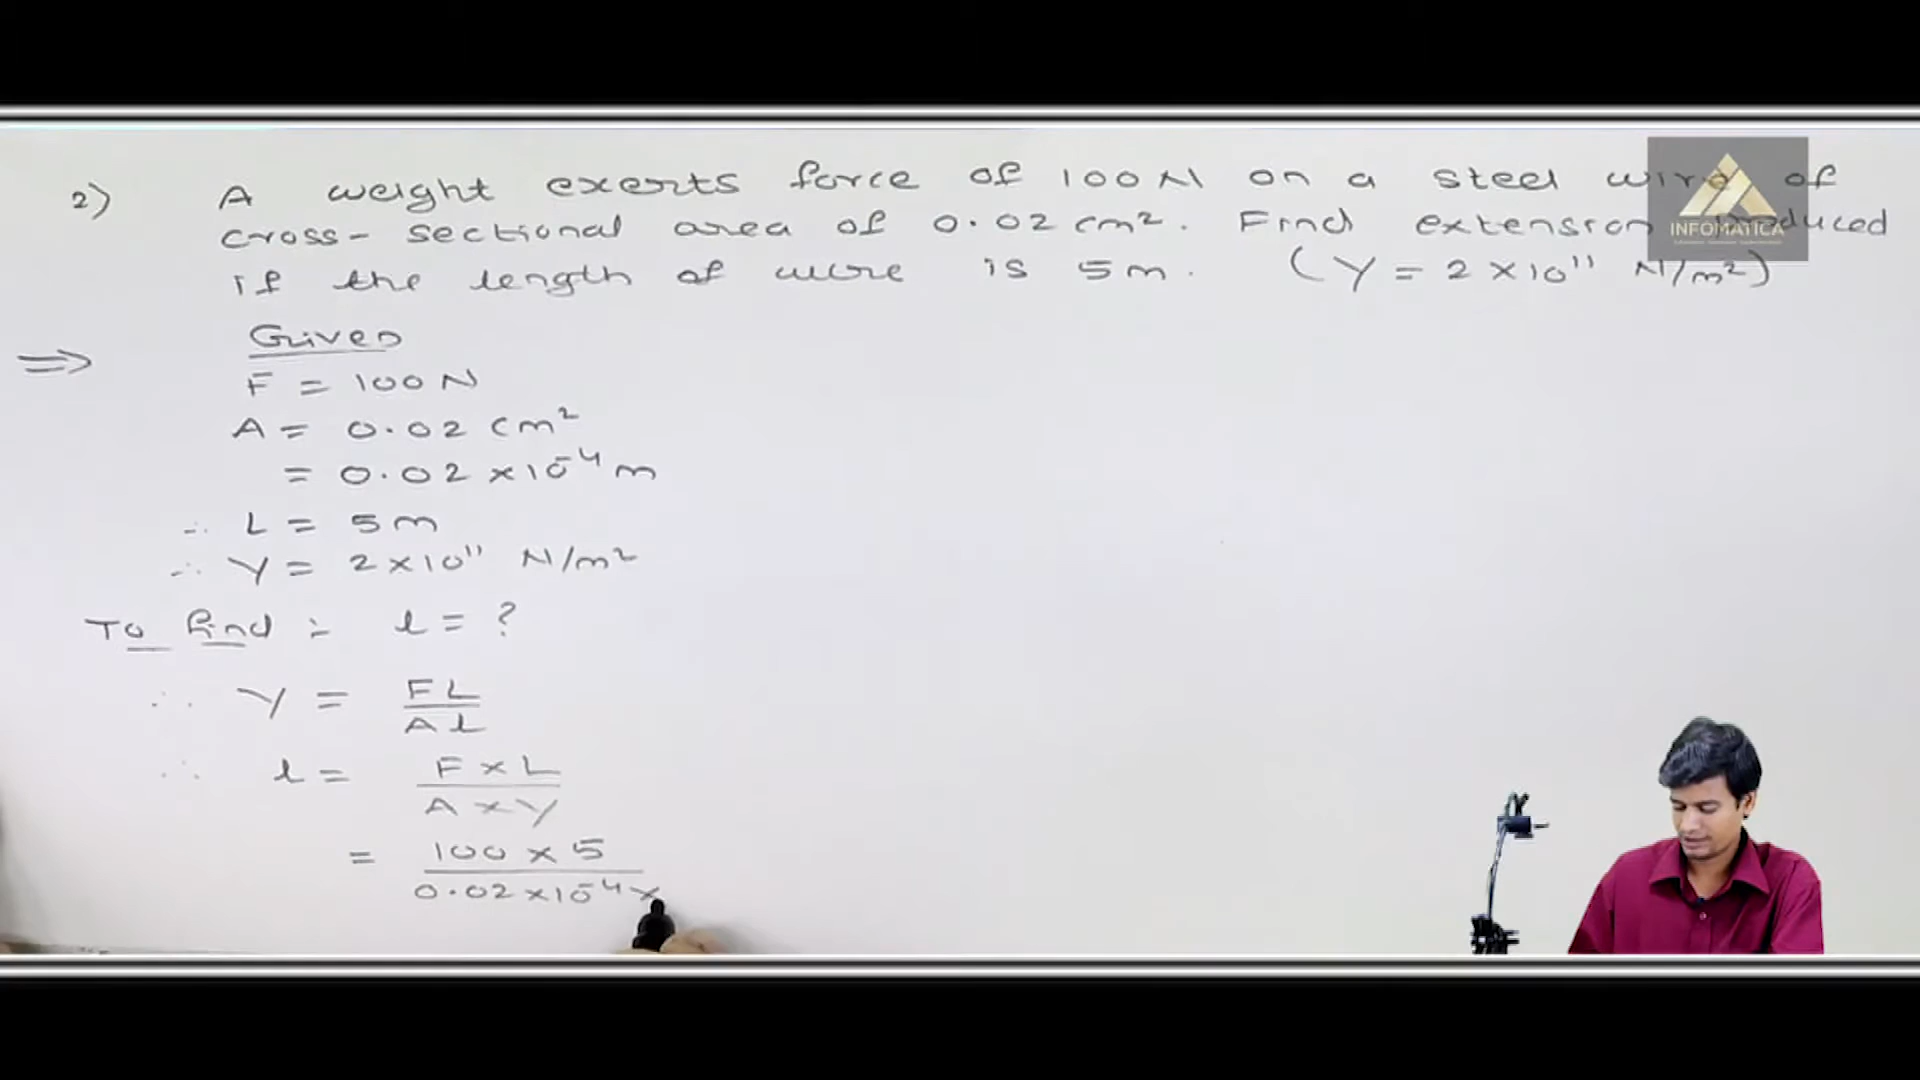 2) A weight exerts force of 100 N on a steel wire of
cross-sectional area of 0.02 cm². Find extension produced
if the length of wire is 5m. (Y = 2 × 10¹¹ N/m²)
INFOMATICA
⇒ Given
F = 100 N
A = 0.02 cm²
= 0.02 × 10⁻⁴ m
∴ L = 5m
∴ Y = 2 × 10¹¹ N/m²
To find :- l = ?
∴ Y = FL / Al
∴ l = F × L / A × Y
= 100 × 5 / 0.02 × 10⁻⁴ ×